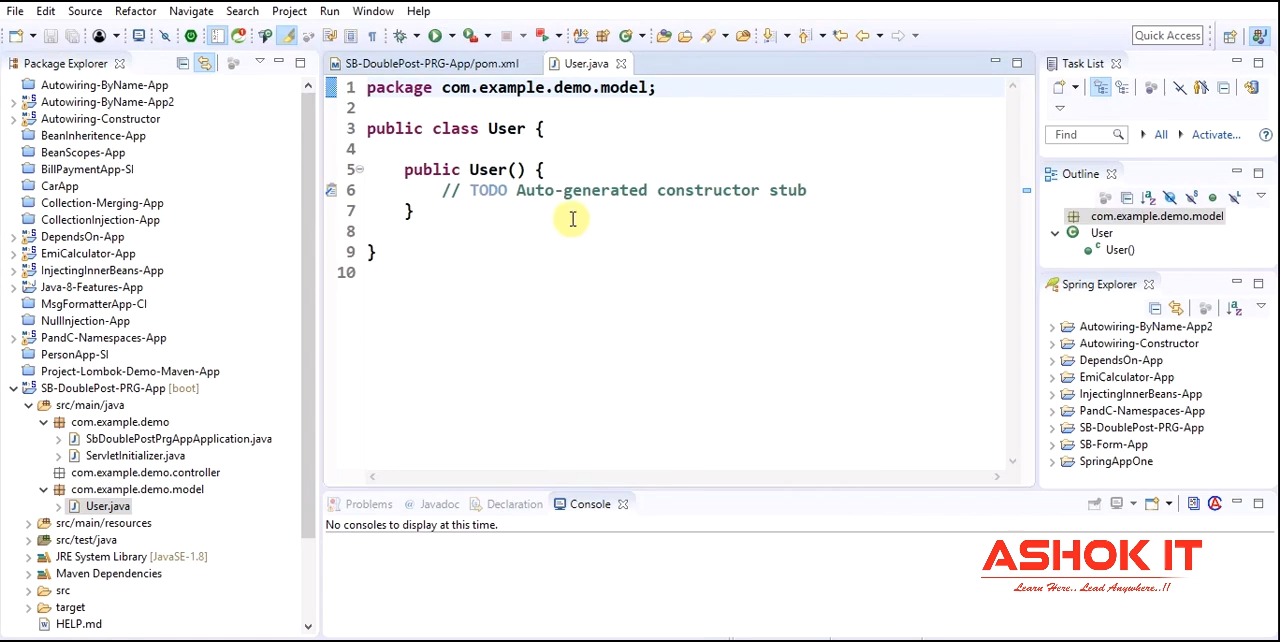 File Edit Source Refactor Navigate Search Project Run Window Help
Quick Access
Package Explorer
Autowiring-ByName-App
Autowiring-ByName-App2
Autowiring-Constructor
BeanInheritence-App
BeanScopes-App
BillPaymentApp-SI
CarApp
Collection-Merging-App
CollectionInjection-App
DependsOn-App
EmiCalculator-App
InjectingInnerBeans-App
Java-8-Features-App
MsgFormatterApp-CI
NullInjection-App
PandC-Namespaces-App
PersonApp-SI
Project-Lombok-Demo-Maven-App
SB-DoublePost-PRG-App [boot]
src/main/java
com.example.demo
SbDoublePostPrgAppApplication.java
ServletInitializer.java
com.example.demo.controller
com.example.demo.model
User.java
src/main/resources
src/test/java
JRE System Library [JavaSE-1.8]
Maven Dependencies
src
target
HELP.md
SB-DoublePost-PRG-App/pom.xml
User.java
1 package com.example.demo.model;
2
3 public class User {
4
5 public User() {
6 // TODO Auto-generated constructor stub
7 }
8
9 }
10
Problems @ Javadoc Declaration Console
No consoles to display at this time.
Task List
Find All Activate...
Outline
com.example.demo.model
User
User()
Spring Explorer
Autowiring-ByName-App2
Autowiring-Constructor
DependsOn-App
EmiCalculator-App
InjectingInnerBeans-App
PandC-Namespaces-App
SB-DoublePost-PRG-App
SB-Form-App
SpringAppOne
ASHOK IT
Learn Here.. Lead Anywhere..!!